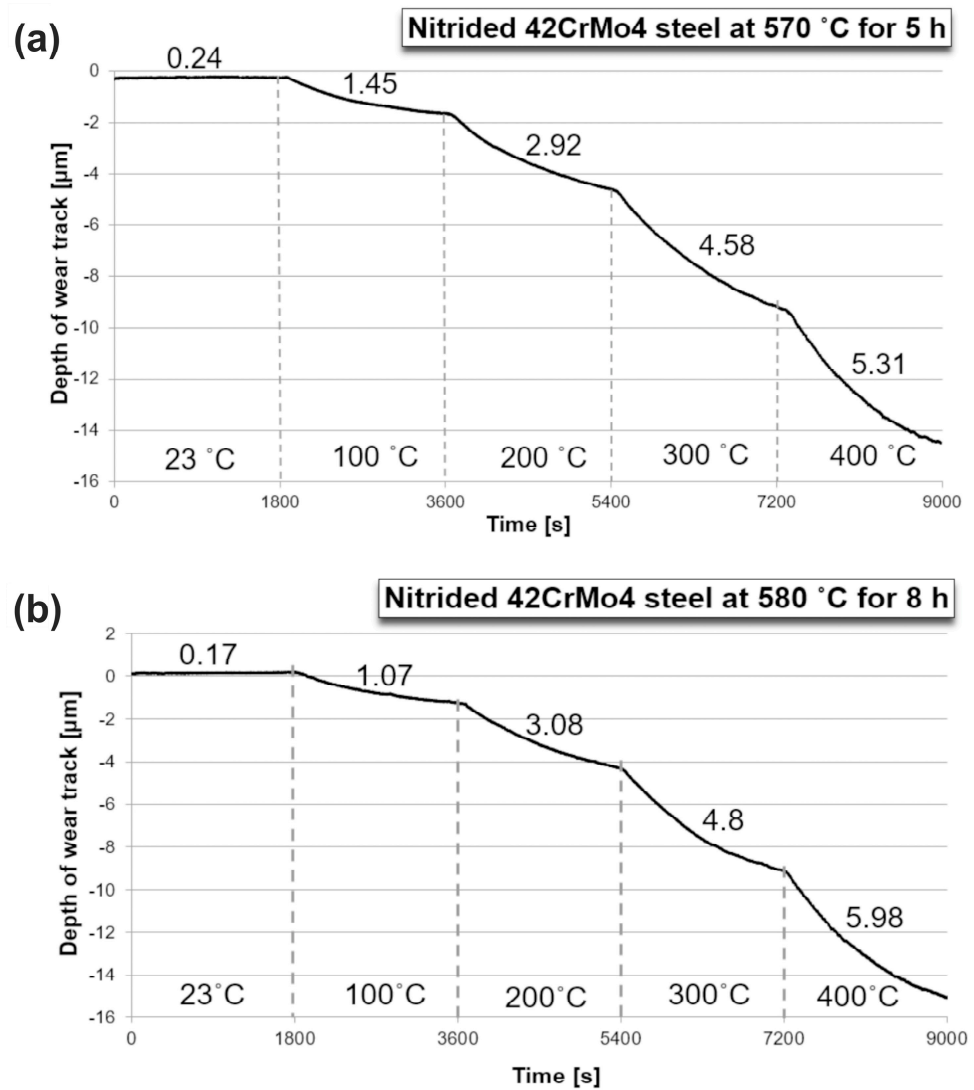 (a)
Nitrided 42CrMo4 steel at 570 ˚C for 5 h
Depth of wear track [µm]
0
-2
-4
-6
-8
-10
-12
-14
-16
0.24
1.45
2.92
4.58
5.31
23 ˚C
100 ˚C
200 ˚C
300 ˚C
400 ˚C
0
1800
3600
5400
7200
9000
Time [s]
(b)
Nitrided 42CrMo4 steel at 580 ˚C for 8 h
Depth of wear track [µm]
2
0
-2
-4
-6
-8
-10
-12
-14
-16
0.17
1.07
3.08
4.8
5.98
23˚C
100˚C
200˚C
300˚C
400˚C
0
1800
3600
5400
7200
9000
Time [s]